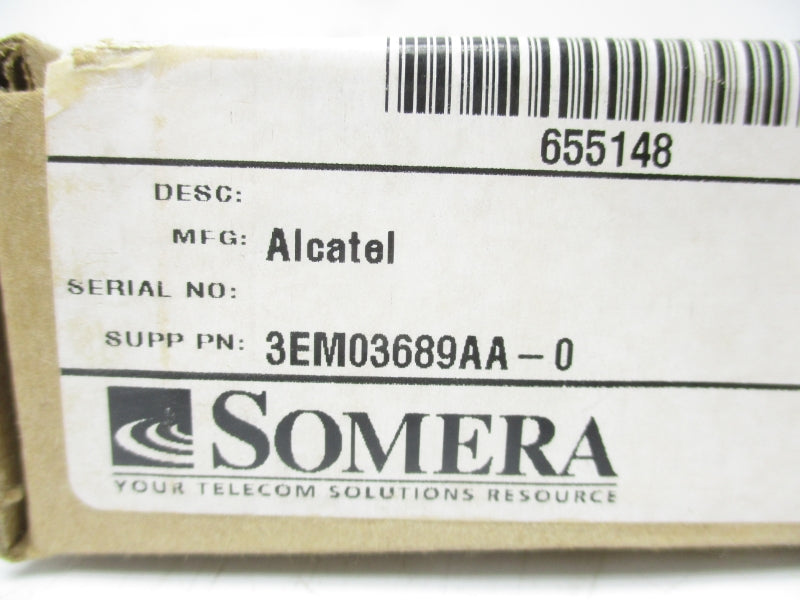 655148
DESC:
MFG: Alcatel
SERIAL NO:
SUPP PN: 3EM03689AA - 0
SOMERA
YOUR TELECOM SOLUTIONS RESOURCE